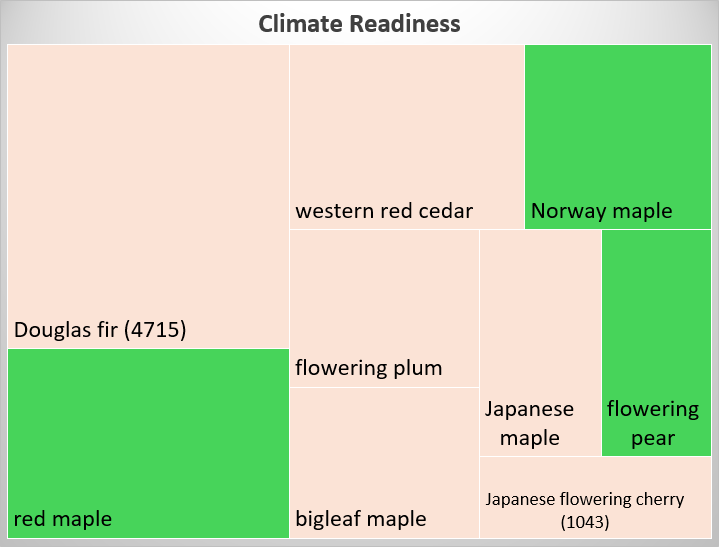 Climate Readiness
western red cedar
Norway maple
Douglas fir (4715)
flowering plum
Japanese
maple
flowering
pear
red maple
bigleaf maple
Japanese flowering cherry
(1043)